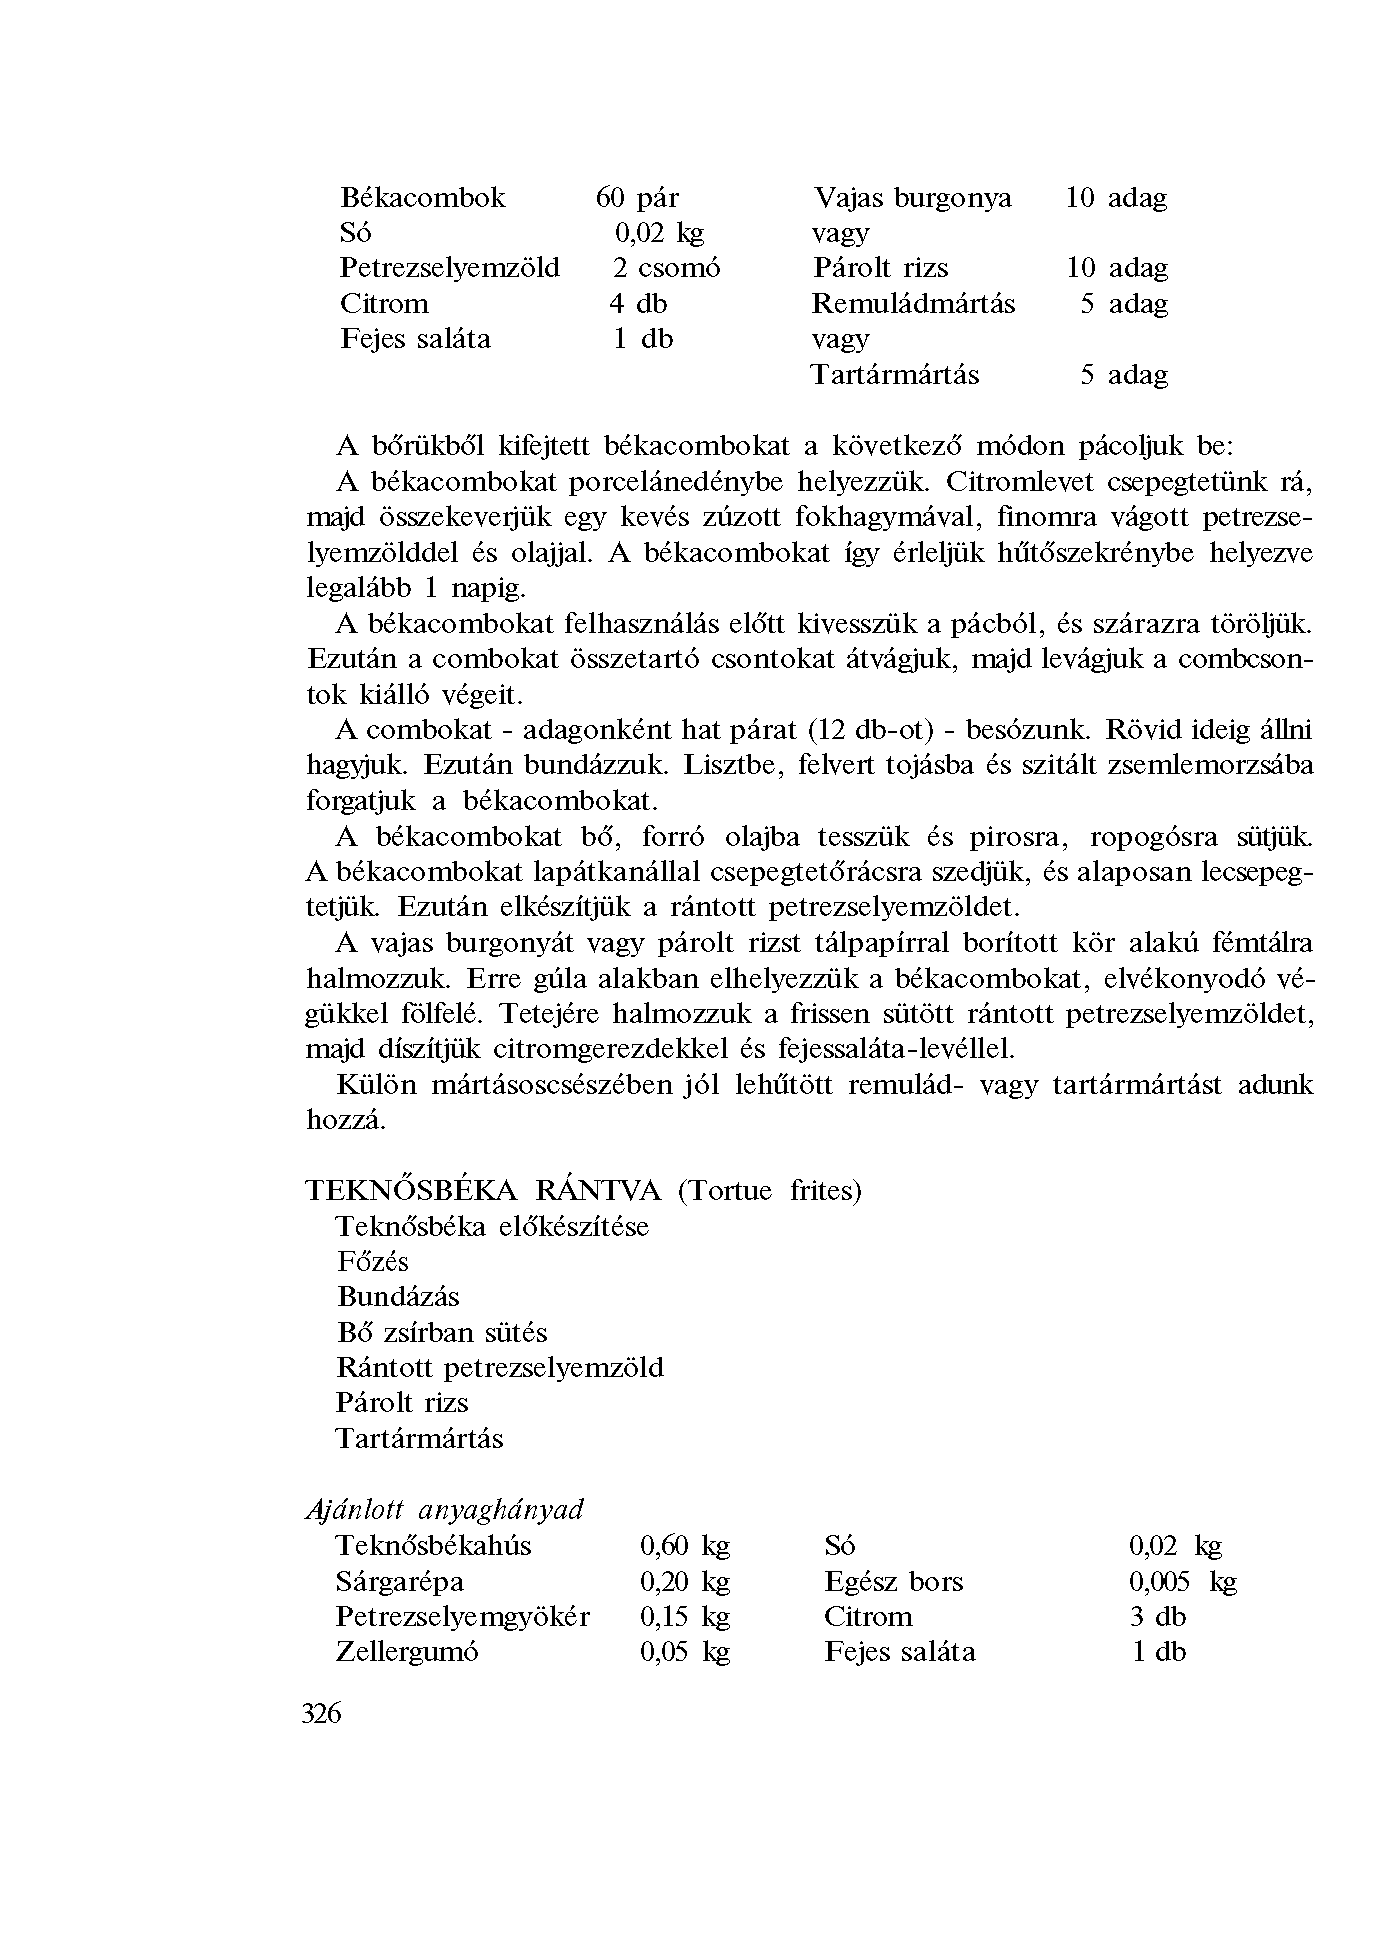 Békacombok 60 pár Vajas burgonya 10 adag
Só 0,02 kg vagy
Petrezselyemzöld 2 csomó Párolt rizs 10 adag
Citrom 4 db Remuládmártás 5 adag
Fejes saláta 1 db vagy
Tartármártás 5 adag
A bőrükből kifejtett békacombokat a következő módon pácoljuk be:
A békacombokat porcelánedénybe helyezzük. Citromlevet csepegtetünk rá,
majd összekeverjük egy kevés zúzott fokhagymával, finomra vágott petrezse-
lyemzölddel és olajjal. A békacombokat így érleljük hűtőszekrénybe helyezve
legalább 1 napig.
A békacombokat felhasználás előtt kivesszük a pácból, és szárazra töröljük.
Ezután a combokat összetartó csontokat átvágjuk, majd levágjuk a combcson-
tok kiálló végeit.
A combokat - adagonként hat párat (12 db-ot) - besózunk. Rövid ideig állni
hagyjuk. Ezután bundázzuk. Lisztbe, felvert tojásba és szitált zsemlemorzsába
forgatjuk a békacombokat.
A békacombokat bő, forró olajba tesszük és pirosra, ropogósra sütjük.
A békacombokat lapátkanállal csepegtetőrácsra szedjük, és alaposan lecsepeg-
tetjük. Ezután elkészítjük a rántott petrezselyemzöldet.
A vajas burgonyát vagy párolt rizst tálpapírral borított kör alakú fémtálra
halmozzuk. Erre gúla alakban elhelyezzük a békacombokat, elvékonyodó vé-
gükkel fölfelé. Tetejére halmozzuk a frissen sütött rántott petrezselyemzöldet,
majd díszítjük citromgerezdekkel és fejessaláta-levéllel.
Külön mártásoscsészében jól lehűtött remulád- vagy tartármártást adunk
hozzá.
TEKNŐSBÉKA RÁNTVA (Tortue frites)
Teknősbéka előkészítése
Főzés
Bundázás
Bő zsírban sütés
Rántott petrezselyemzöld
Párolt rizs
Tartármártás
Ajánlott anyaghányad
Teknősbékahús 0,60 kg Só 0,02 kg
Sárgarépa 0,20 kg Egész bors 0,005 kg
Petrezselyemgyökér 0,15 kg Citrom 3 db
Zellergumó 0,05 kg Fejes saláta 1 db
326